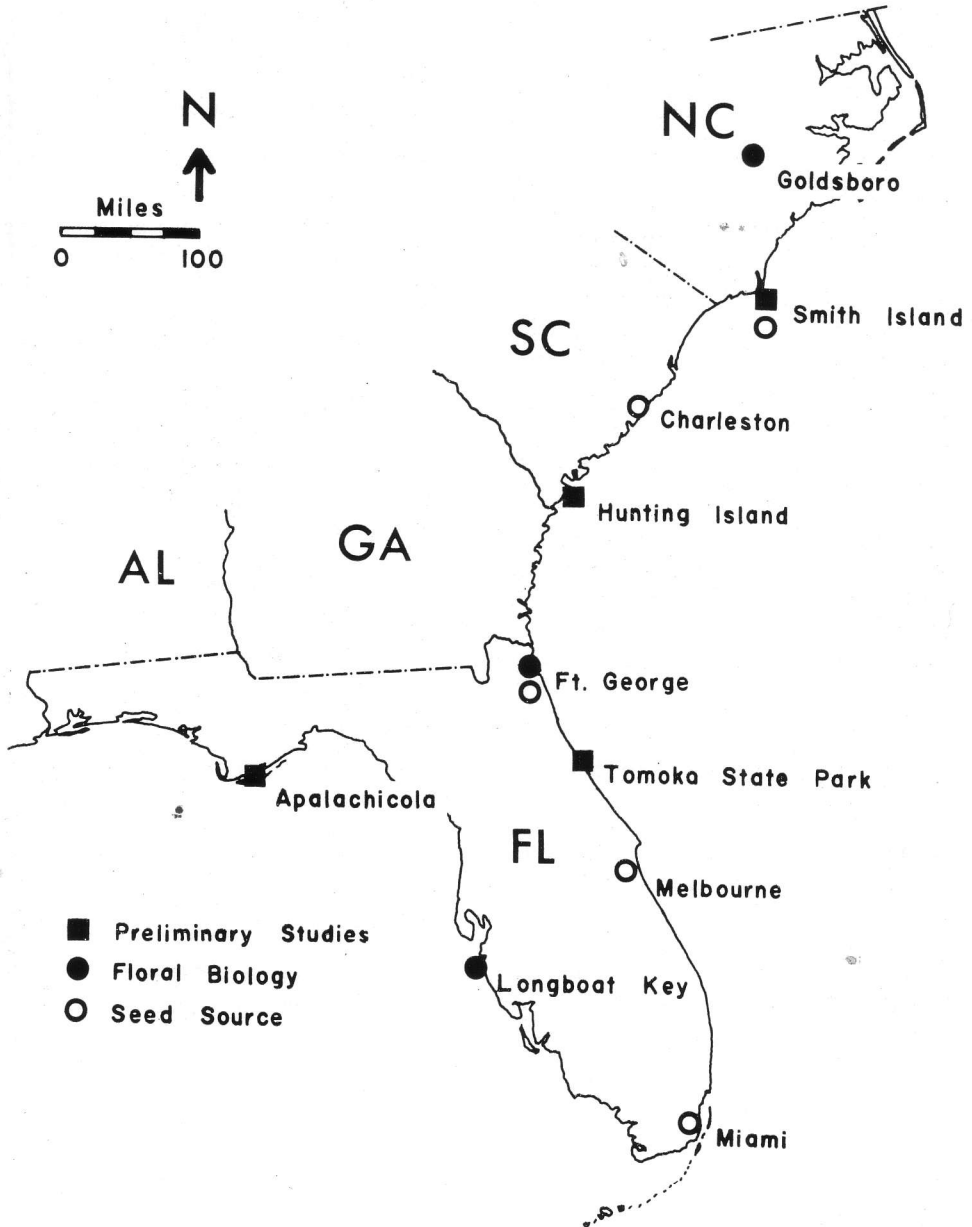 N
NC
Goldsboro
Miles
0 100
Smith Island
SC
Charleston
Hunting Island
GA
AL
Ft. George
Tomoka State Park
Apalachicola
FL
Melbourne
Preliminary Studies
Floral Biology
Longboat Key
Seed Source
Miami